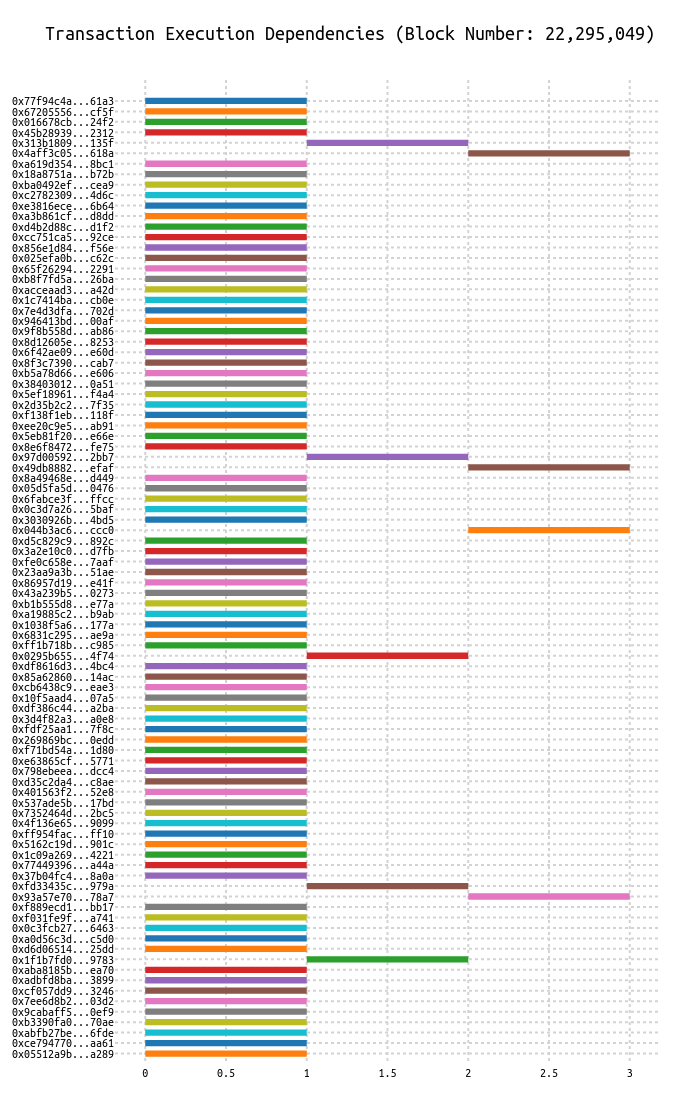 Transaction Execution Dependencies (Block Number: 22,295,049)
0x77f94c4a...61a3
0x67205556...cf5f
0x016678cb...24f2
0x45b28939...2312
0x313b1809...135f
0x4aff3c05...618a
0xa619d354...8bc1
0x18a8751a...b72b
0xba0492ef...cea9
0xc2782309...4d6c
0xe3816ece...6b64
0xa3b861cf...d8dd
0xd4b2d88c...d1f2
0xcc751ca5...92ce
0x856e1d84...f56e
0x025efa0b...c62c
0x65f26294...2291
0xb8f7fd5a...26ba
0xacceaad3...a42d
0x1c7414ba...cb0e
0x7e4d3dfa...702d
0x946413bd...00af
0x9f8b558d...ab86
0x8d12605e...8253
0x6f42ae09...e60d
0x8f3c7390...cab7
0xb5a78d66...e606
0x38403012...0a51
0x5ef18961...f4a4
0x2d35b2c2...7f35
0xf138f1eb...118f
0xee20c9e5...ab91
0x5eb81f20...e66e
0x8e6f8472...fe75
0x97d00592...2bb7
0x49db8882...efaf
0x8a49468e...d449
0x05d5fa5d...0476
0x6fabce3f...ffcc
0x0c3d7a26...5baf
0x3030926b...4bd5
0x044b3ac6...ccc0
0xd5c829c9...892c
0x3a2e10c0...d7fb
0xfe0c658e...7aaf
0x23aa9a3b...51ae
0x86957d19...e41f
0x43a239b5...0273
0xb1b555d8...e77a
0xa19885c2...b9ab
0x1038f5a6...177a
0x6831c295...ae9a
0xff1b718b...c985
0x0295b655...4f74
0xdf8616d3...4bc4
0x85a62860...14ac
0xcb6438c9...eae3
0x10f5aad4...07a5
0xdf386c44...a2ba
0x3d4f82a3...a0e8
0xfdf25aa1...7f8c
0x269869bc...0edd
0xf71bd54a...1d80
0xe63865cf...5771
0x798ebeea...dcc4
0xd35c2da4...c8ae
0x401563f2...52e8
0x537ade5b...17bd
0x7352464d...2bc5
0x4f136e65...9099
0xff954fac...ff10
0x5162c19d...901c
0x1c09a269...4221
0x77449396...a44a
0x37b04fc4...8a0a
0xfd33435c...979a
0x93a57e70...78a7
0xf889ecd1...bb17
0xf031fe9f...a741
0x0c3fcb27...6463
0xa0d56c3d...c5d0
0xd6d06514...25dd
0x1f1b7fd0...9783
0xaba8185b...ea70
0xadbfd8ba...3899
0xcf057dd9...3246
0x7ee6d8b2...03d2
0x9cabaff5...0ef9
0xb3390fa0...70ae
0xabfb27be...6fde
0xce794770...aa61
0x05512a9b...a289
0 0.5 1 1.5 2 2.5 3